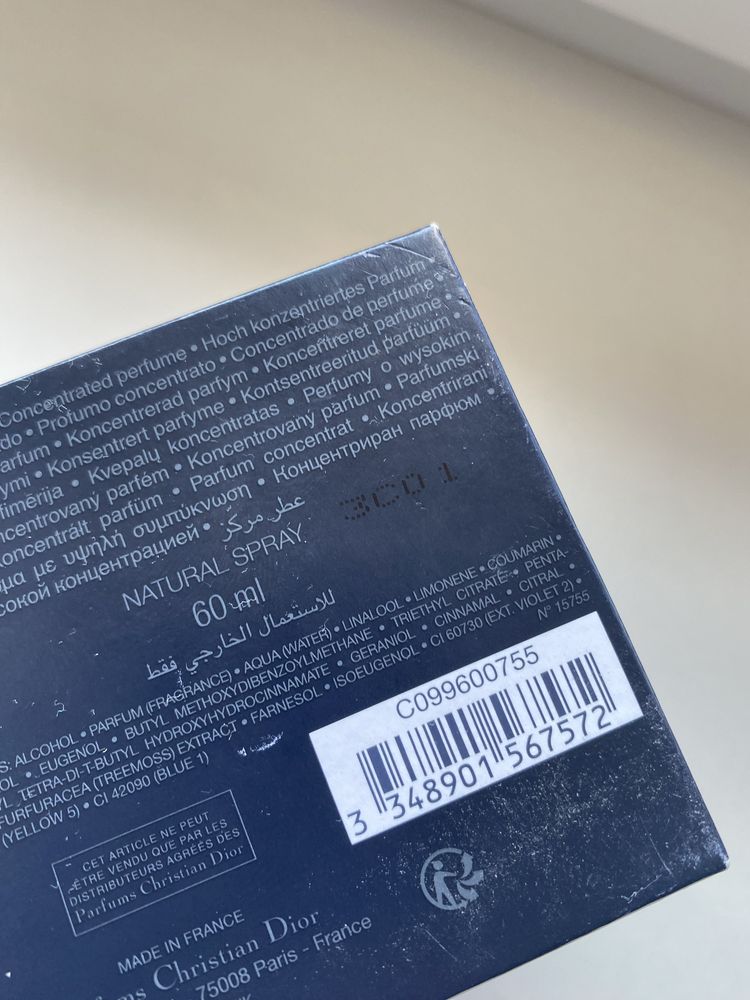 Concentrated perfume • Hoch konzentriertes Parfum •
do • Profumo concentrato • Concentrado de perfume •
arfum • Koncentrerad parfym • Koncentreret parfume •
ymi • Konsentrert parfyme • Kontsentreeritud parfüüm •
fimērija • Kvepalų koncentratas • Perfumy o wysokim
ncentrovaný parfém • Koncentrovaný parfum • Parfumski
Koncentrált parfüm • Parfum concentrat • Koncentriran
μα με υψηλή συμπύκνωση • Концентриран парфюм •
сокой концентрацией • عطر مركز
3C01
NATURAL SPRAY
60 ml
للاستعمال الخارجي فقط
S: ALCOHOL • PARFUM (FRAGRANCE) • AQUA (WATER) • LINALOOL • LIMONENE • COUMARIN •
OL • EUGENOL • BUTYL METHOXYDIBENZOYLMETHANE • TRIETHYL CITRATE • PENTA-
YL TETRA-DI-T-BUTYL HYDROXYHYDROCINNAMATE • GERANIOL • CINNAMAL • CITRAL •
FURFURACEA (TREEMOSS) EXTRACT • FARNESOL • ISOEUGENOL • CI 60730 (EXT. VIOLET 2) •
(YELLOW 5) • CI 42090 (BLUE 1)
N° 15755
C099600755
3 348901 567572
CET ARTICLE NE PEUT
ÊTRE VENDU QUE PAR LES
DISTRIBUTEURS AGRÉÉS DES
Parfums Christian Dior
MADE IN FRANCE
ms Christian Dior
75008 Paris - France